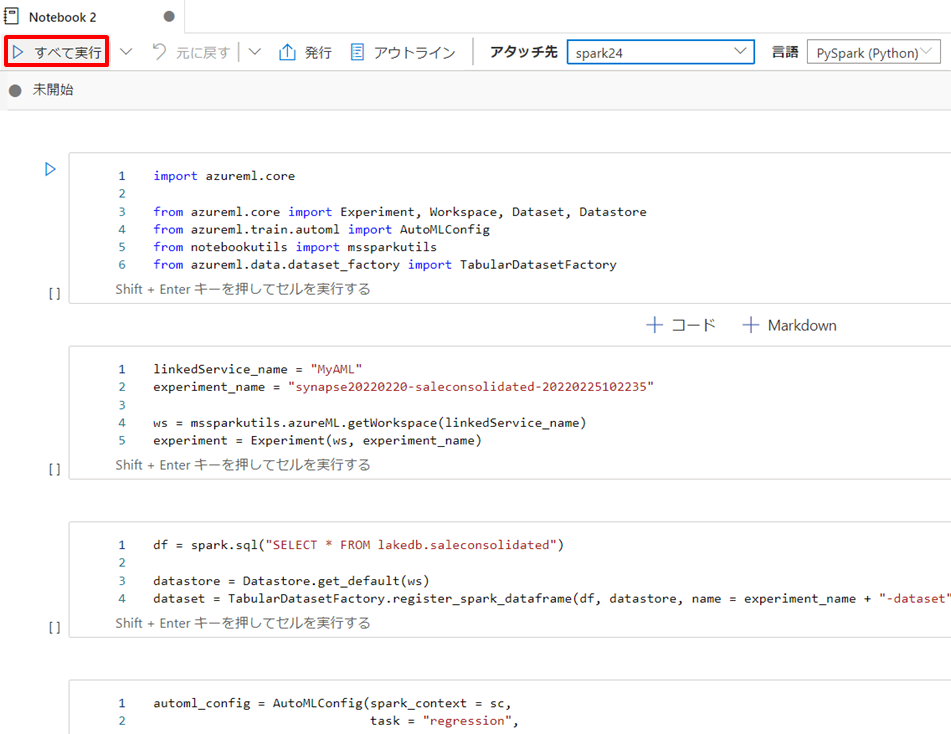 Notebook 2
すべて実行 元に戻す 発行 アウトライン アタッチ先 spark24 言語 PySpark (Python)
未開始
1 import azureml.core
2
3 from azureml.core import Experiment, Workspace, Dataset, Datastore
4 from azureml.train.automl import AutoMLConfig
5 from notebookutils import mssparkutils
6 from azureml.data.dataset_factory import TabularDatasetFactory
Shift + Enter キーを押してセルを実行する
[ ]
コード Markdown
1 linkedService_name = "MyAML"
2 experiment_name = "synapse20220220-saleconsolidated-20220225102235"
3
4 ws = mssparkutils.azureML.getWorkspace(linkedService_name)
5 experiment = Experiment(ws, experiment_name)
Shift + Enter キーを押してセルを実行する
[ ]
1 df = spark.sql("SELECT * FROM lakedb.saleconsolidated")
2
3 datastore = Datastore.get_default(ws)
4 dataset = TabularDatasetFactory.register_spark_dataframe(df, datastore, name = experiment_name + "-dataset"
Shift + Enter キーを押してセルを実行する
[ ]
1 automl_config = AutoMLConfig(spark_context = sc,
2 task = "regression",